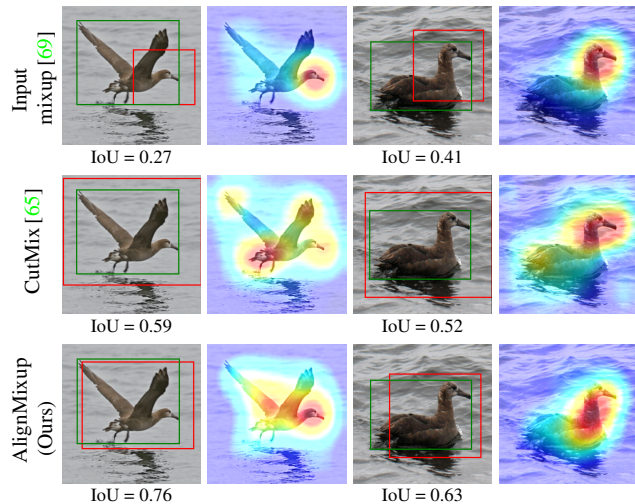 Input
mixup [69]
IoU = 0.27
IoU = 0.41
CutMix [65]
IoU = 0.59
IoU = 0.52
AlignMixup
(Ours)
IoU = 0.76
IoU = 0.63